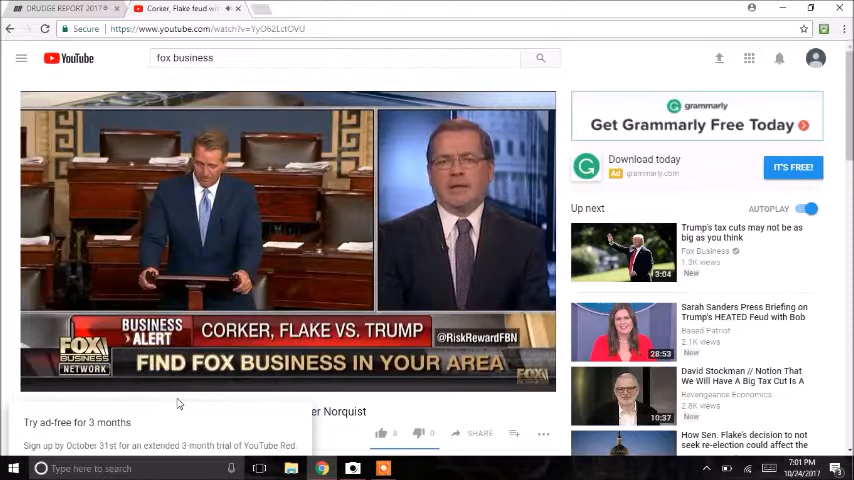 DRUDGE REPORT 2017®
Corker, Flake feud wit
Secure
https://www.youtube.com/watch?v=YyO62LctOVU
YouTube
fox business
grammarly
Get Grammarly Free Today
Download today
Ad grammarly.com
IT'S FREE!
Up next
AUTOPLAY
Trump's tax cuts may not be as
big as you think
Fox Business
1.3K views
New
3:04
Sarah Sanders Press Briefing on
Trump's HEATED Feud with Bob
Based Patriot
2.1K views
New
28:53
David Stockman // Notion That
We Will Have A Big Tax Cut Is A
Revengeance Economics
2.8K views
New
10:37
How Sen. Flake's decision to not
seek re-election could affect the
BUSINESS
ALERT
CORKER, FLAKE VS. TRUMP
@RiskRewardFBN
FOX
BUSINESS
NETWORK
FIND FOX BUSINESS IN YOUR AREA
FOX
er Norquist
8
0
SHARE
Try ad-free for 3 months
Sign up by October 31st for an extended 3-month trial of YouTube Red.
Type here to search
7:01 PM
10/24/2017
3